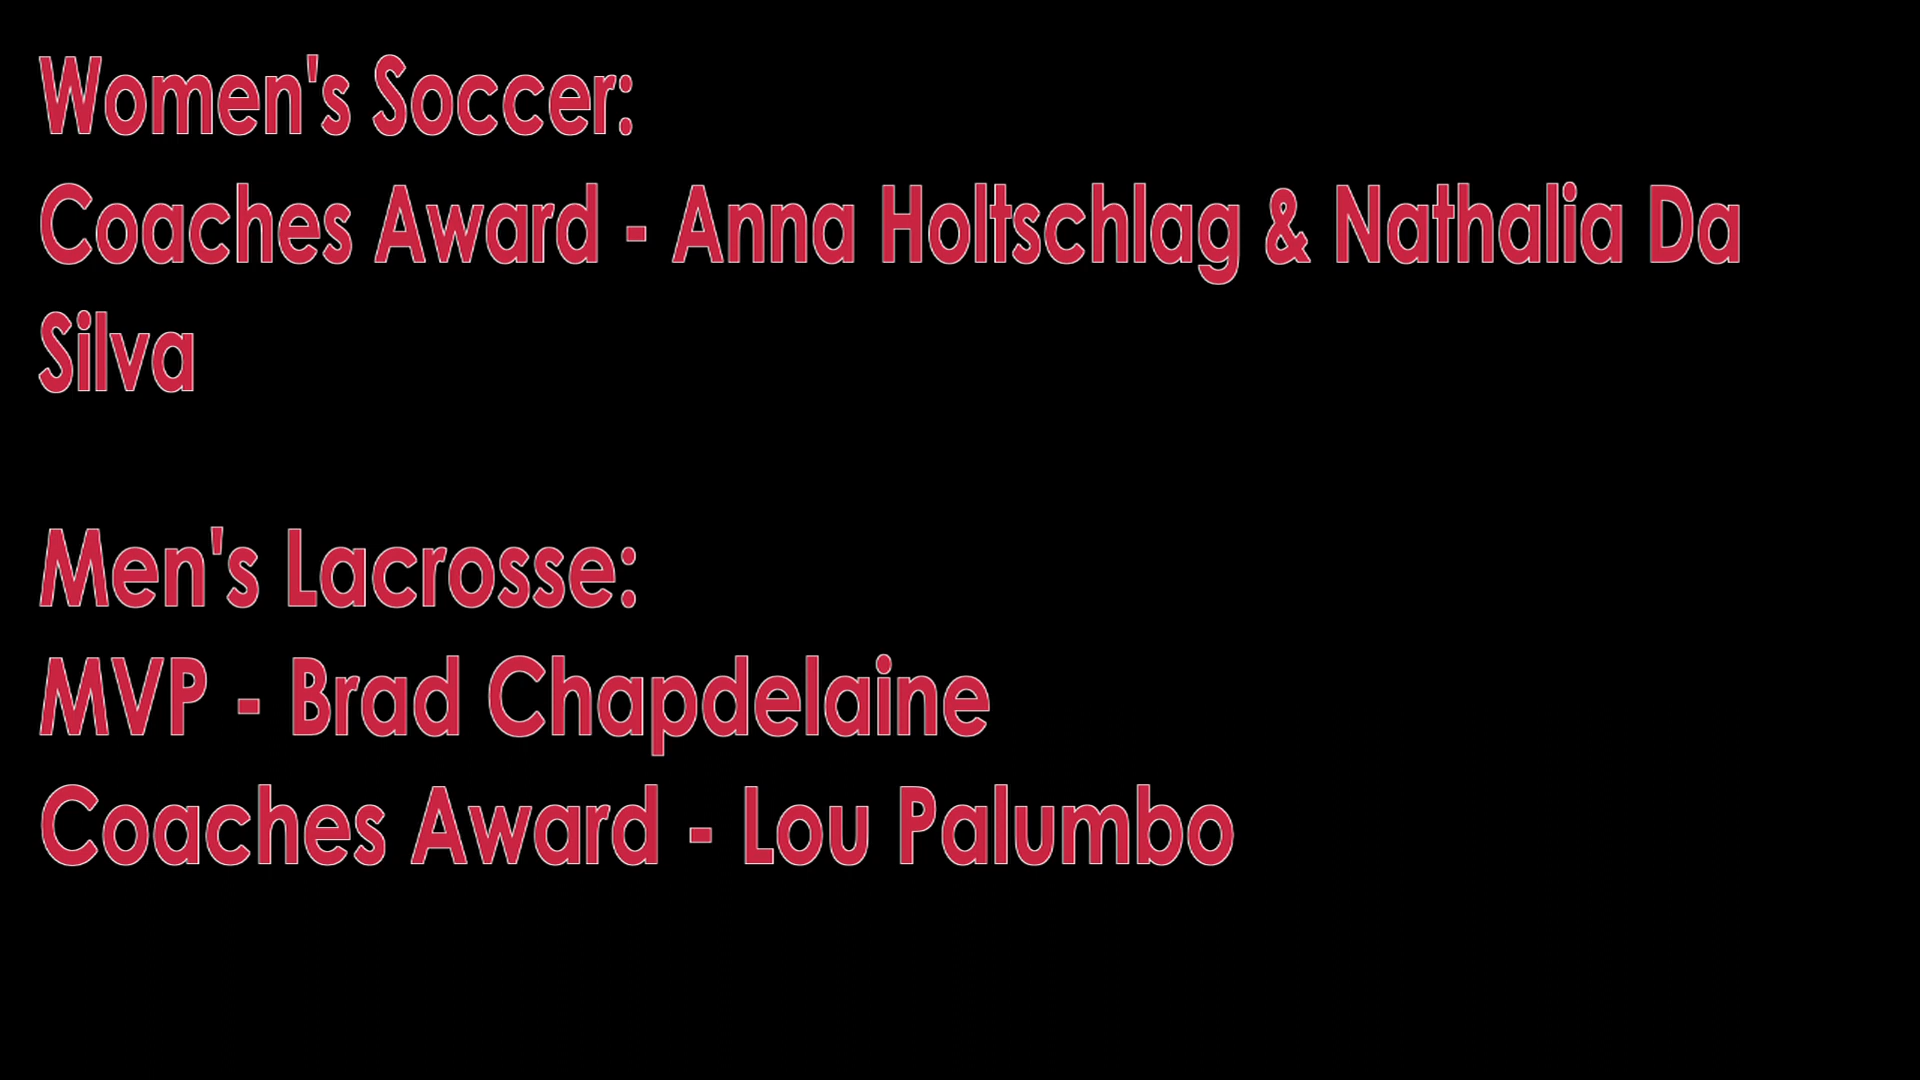 Women's Soccer:
Coaches Award - Anna Holtschlag & Nathalia Da
Silva
Men's Lacrosse:
MVP - Brad Chapdelaine
Coaches Award - Lou Palumbo